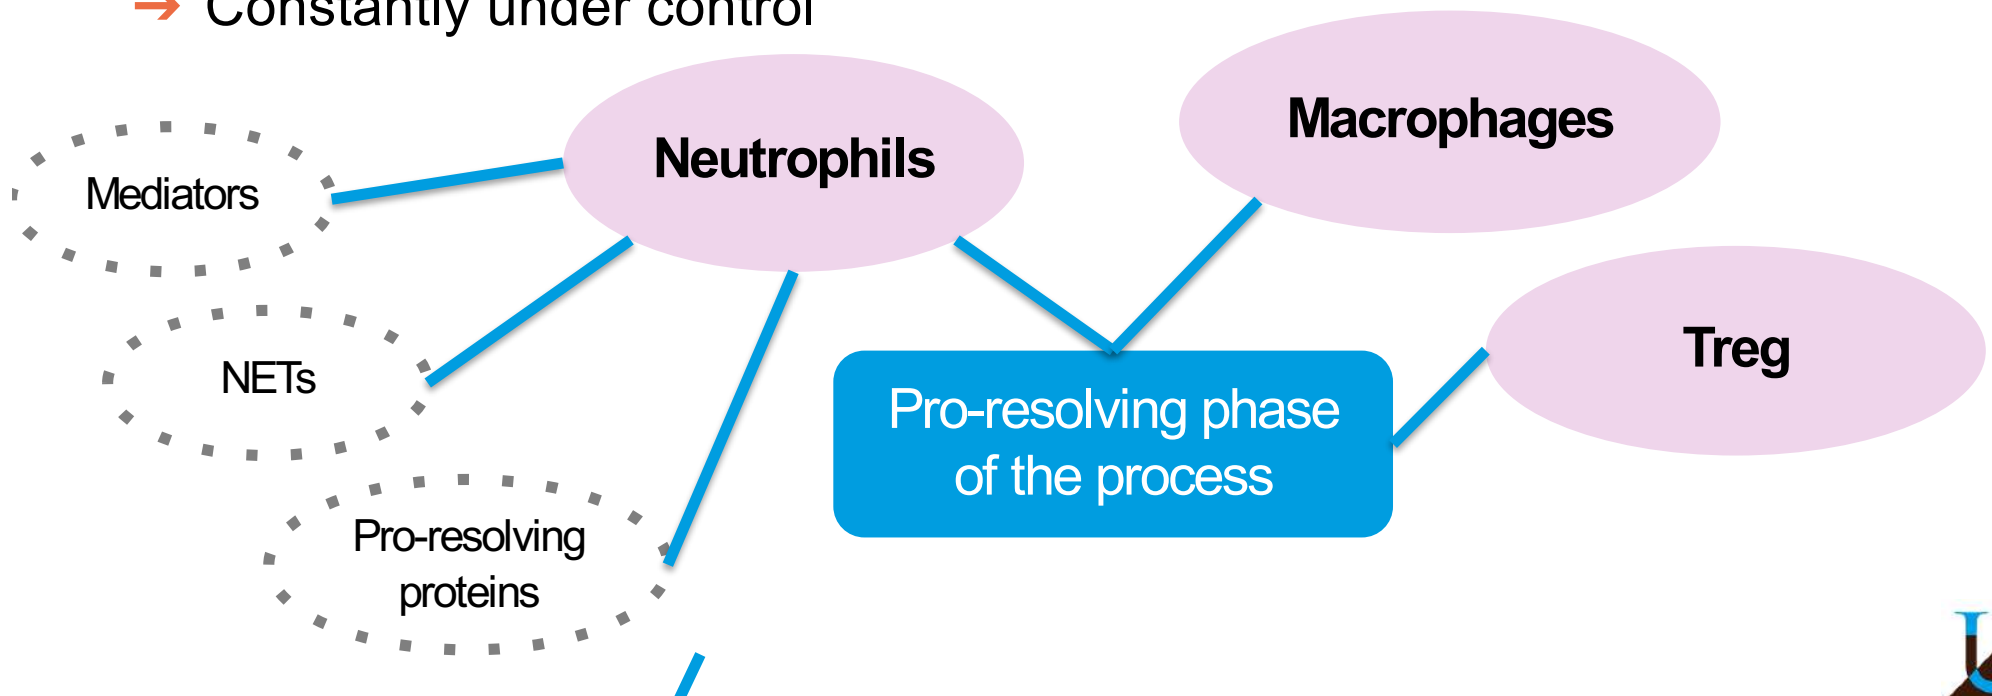 ➔ Constantly under control
Macrophages
Neutrophils
Mediators
Treg
NETs
Pro-resolving phase
of the process
Pro-resolving
proteins